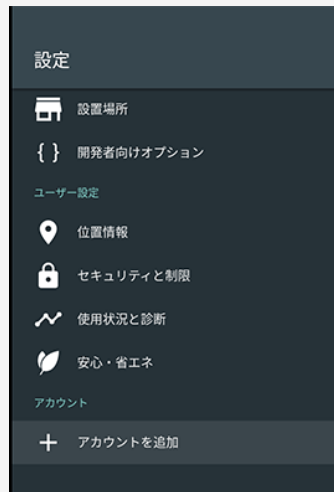 設定
設置場所
開発者向けオプション
ユーザー設定
位置情報
セキュリティと制限
使用状況と診断
安心・省エネ
アカウント
アカウントを追加